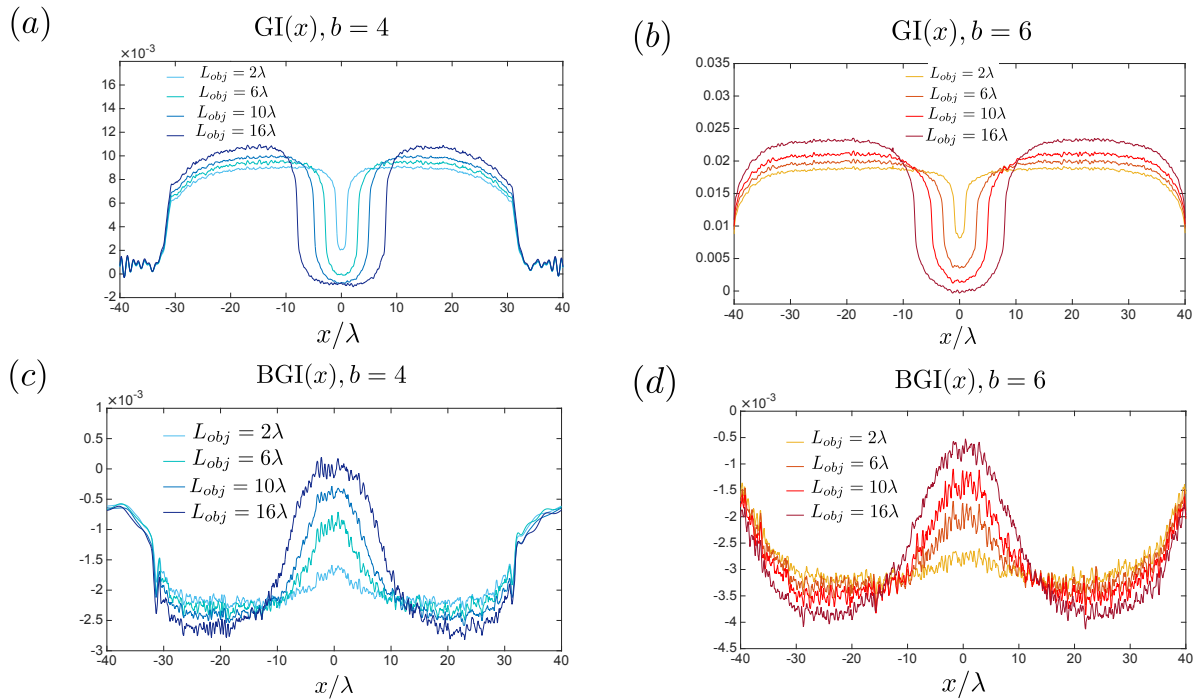 (a)
GI(x), b = 4
×10⁻³
16
14
12
10
8
6
4
2
0
-2
L_obj = 2λ
L_obj = 6λ
L_obj = 10λ
L_obj = 16λ
-40 -30 -20 -10 0 10 20 30 40
x/λ
(b)
GI(x), b = 6
0.035
0.03
0.025
0.02
0.015
0.01
0.005
0
L_obj = 2λ
L_obj = 6λ
L_obj = 10λ
L_obj = 16λ
-40 -30 -20 -10 0 10 20 30 40
x/λ
(c)
BGI(x), b = 4
×10⁻³
1
0.5
0
-0.5
-1
-1.5
-2
-2.5
-3
L_obj = 2λ
L_obj = 6λ
L_obj = 10λ
L_obj = 16λ
-40 -30 -20 -10 0 10 20 30 40
x/λ
(d)
BGI(x), b = 6
×10⁻³
0
-0.5
-1
-1.5
-2
-2.5
-3
-3.5
-4
-4.5
L_obj = 2λ
L_obj = 6λ
L_obj = 10λ
L_obj = 16λ
-40 -30 -20 -10 0 10 20 30 40
x/λ